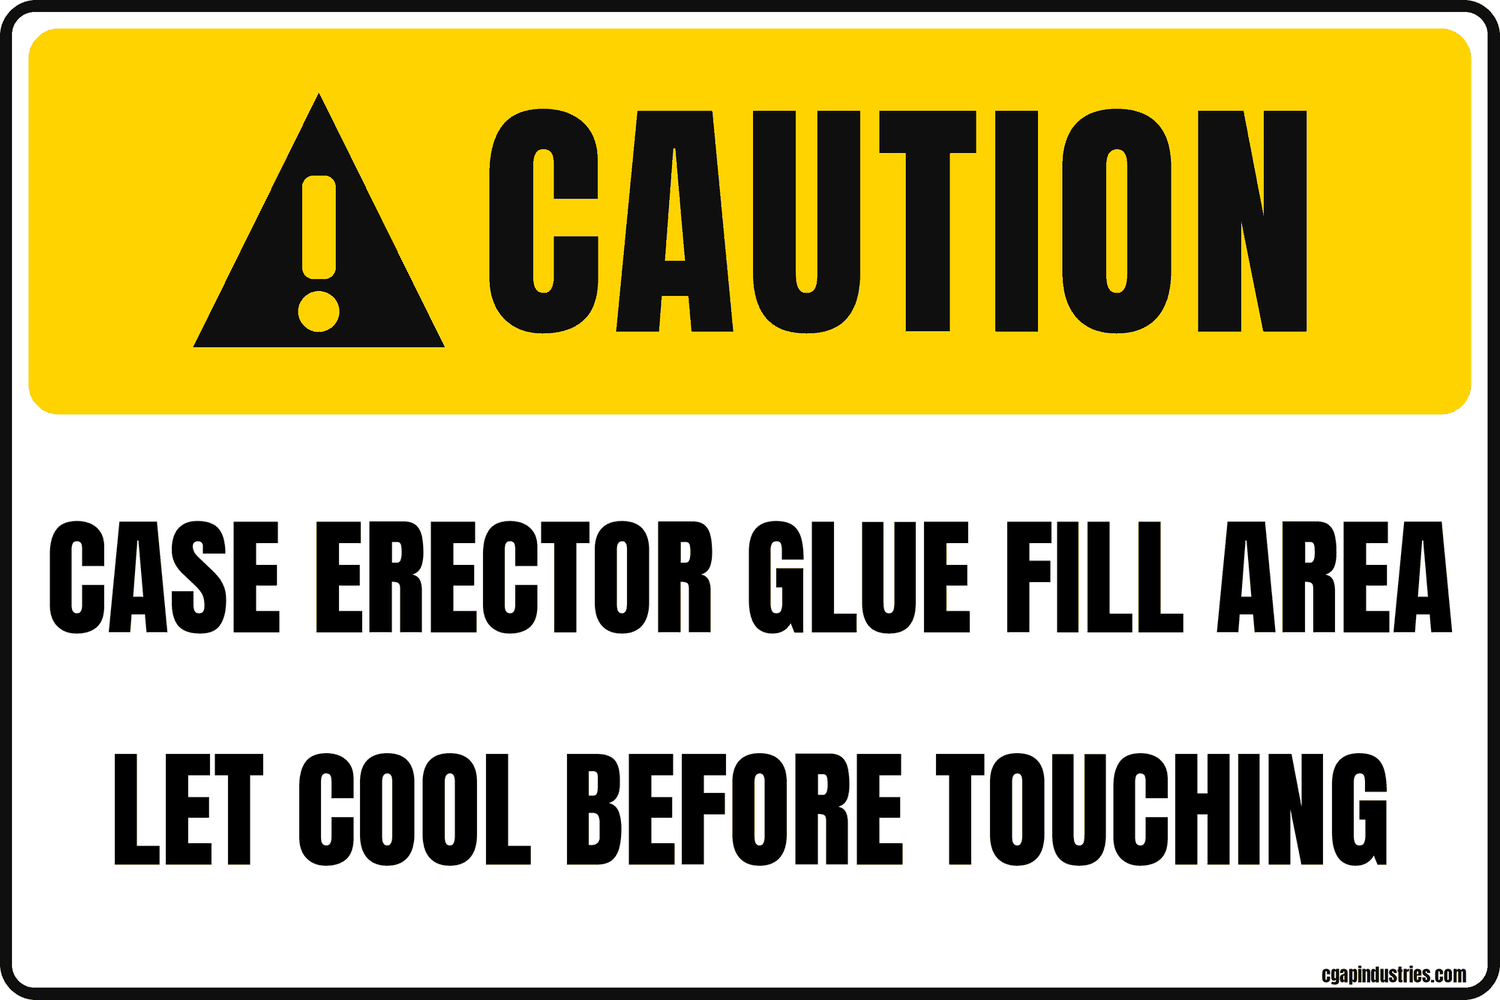 CAUTION
CASE ERECTOR GLUE FILL AREA
LET COOL BEFORE TOUCHING
cgapindustries.com